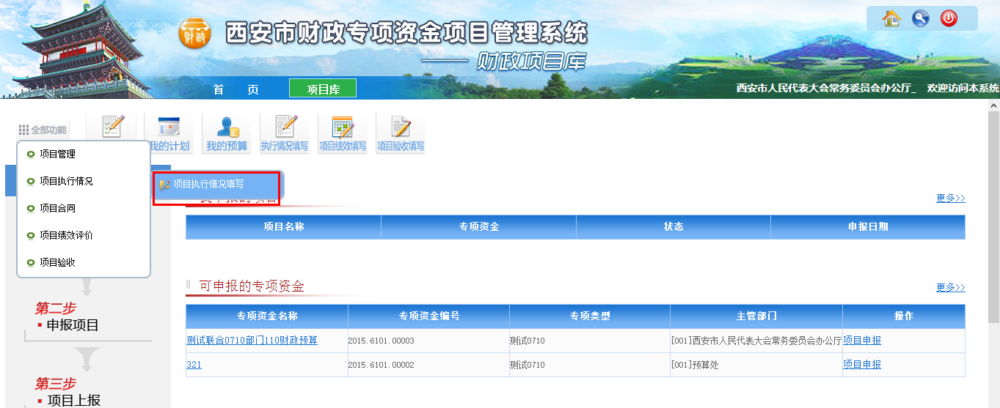 财政
西安市财政专项资金项目管理系统
财政项目库
首 页
项目库
西安市人民代表大会常务委员会办公厅_ 欢迎访问本系统
全部功能
我的计划
我的预算
执行情况填写
项目绩效填写
项目验收填写
项目管理
项目执行情况
项目合同
项目绩效评价
项目验收
项目执行情况填写
更多>>
项目名称 专项资金 状态 申报日期
可申报的专项资金
更多>>
专项资金名称 专项资金编号 专项类型 主管部门 操作
测试联合0710部门110财政预算 2015.6101.00003 测试0710 [001]西安市人民代表大会常务委员会办公厅 项目申报
321 2015.6101.00002 测试0710 [001]预算处 项目申报
第二步
申报项目
第三步
项目上报